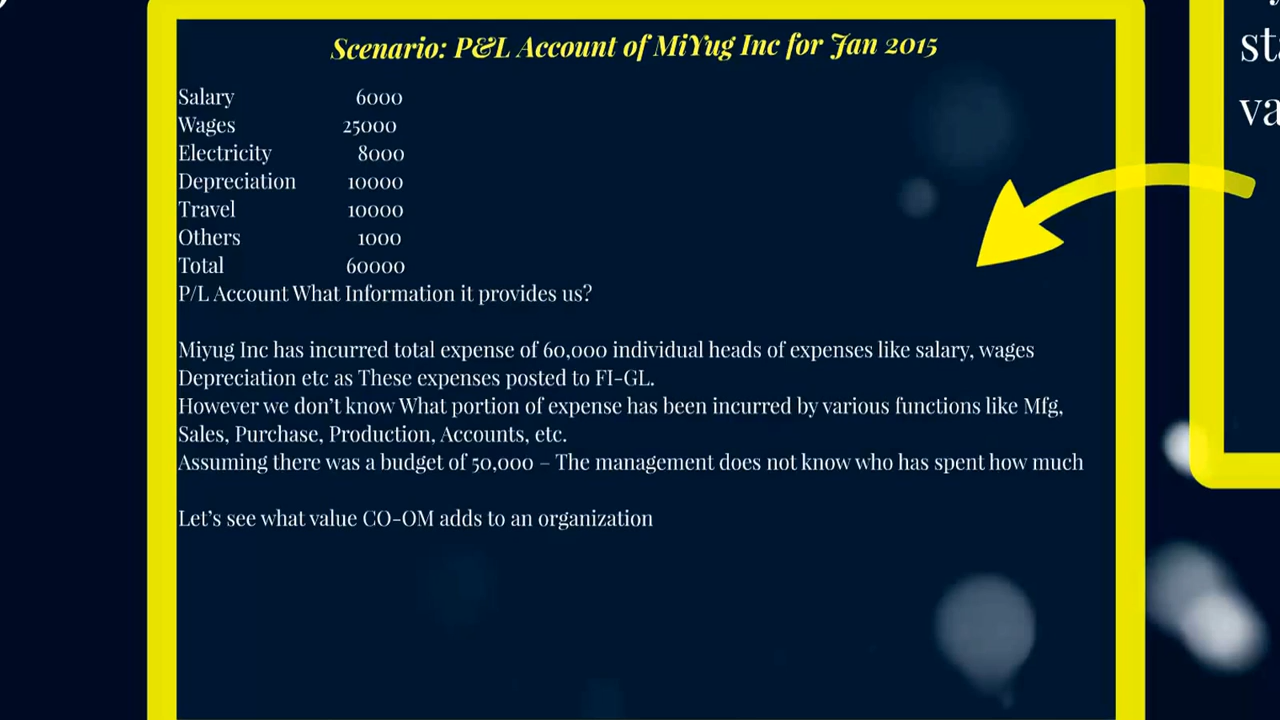 Scenario: P&L Account of MiYug Inc for Jan 2015
Salary 6000
Wages 25000
Electricity 8000
Depreciation 10000
Travel 10000
Others 1000
Total 60000
P/L Account What Information it provides us?
Miyug Inc has incurred total expense of 60,000 individual heads of expenses like salary, wages
Depreciation etc as These expenses posted to FI-GL.
However we don't know What portion of expense has been incurred by various functions like Mfg,
Sales, Purchase, Production, Accounts, etc.
Assuming there was a budget of 50,000 – The management does not know who has spent how much
Let's see what value CO-OM adds to an organization